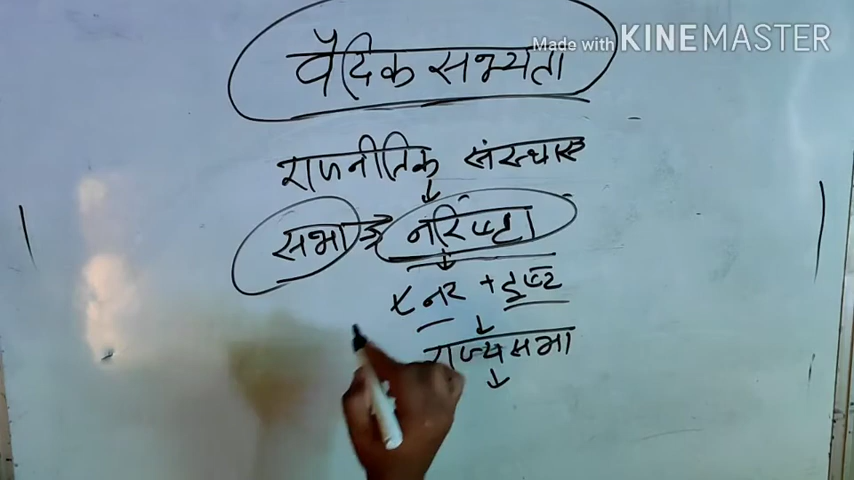 Made with KINEMASTER
वैदिक सभ्यता
राजनीतिक संस्थाए
सभा⇒ नरिष्टा
↓
नर + इष्ट
↓
राज्यसभा
↓